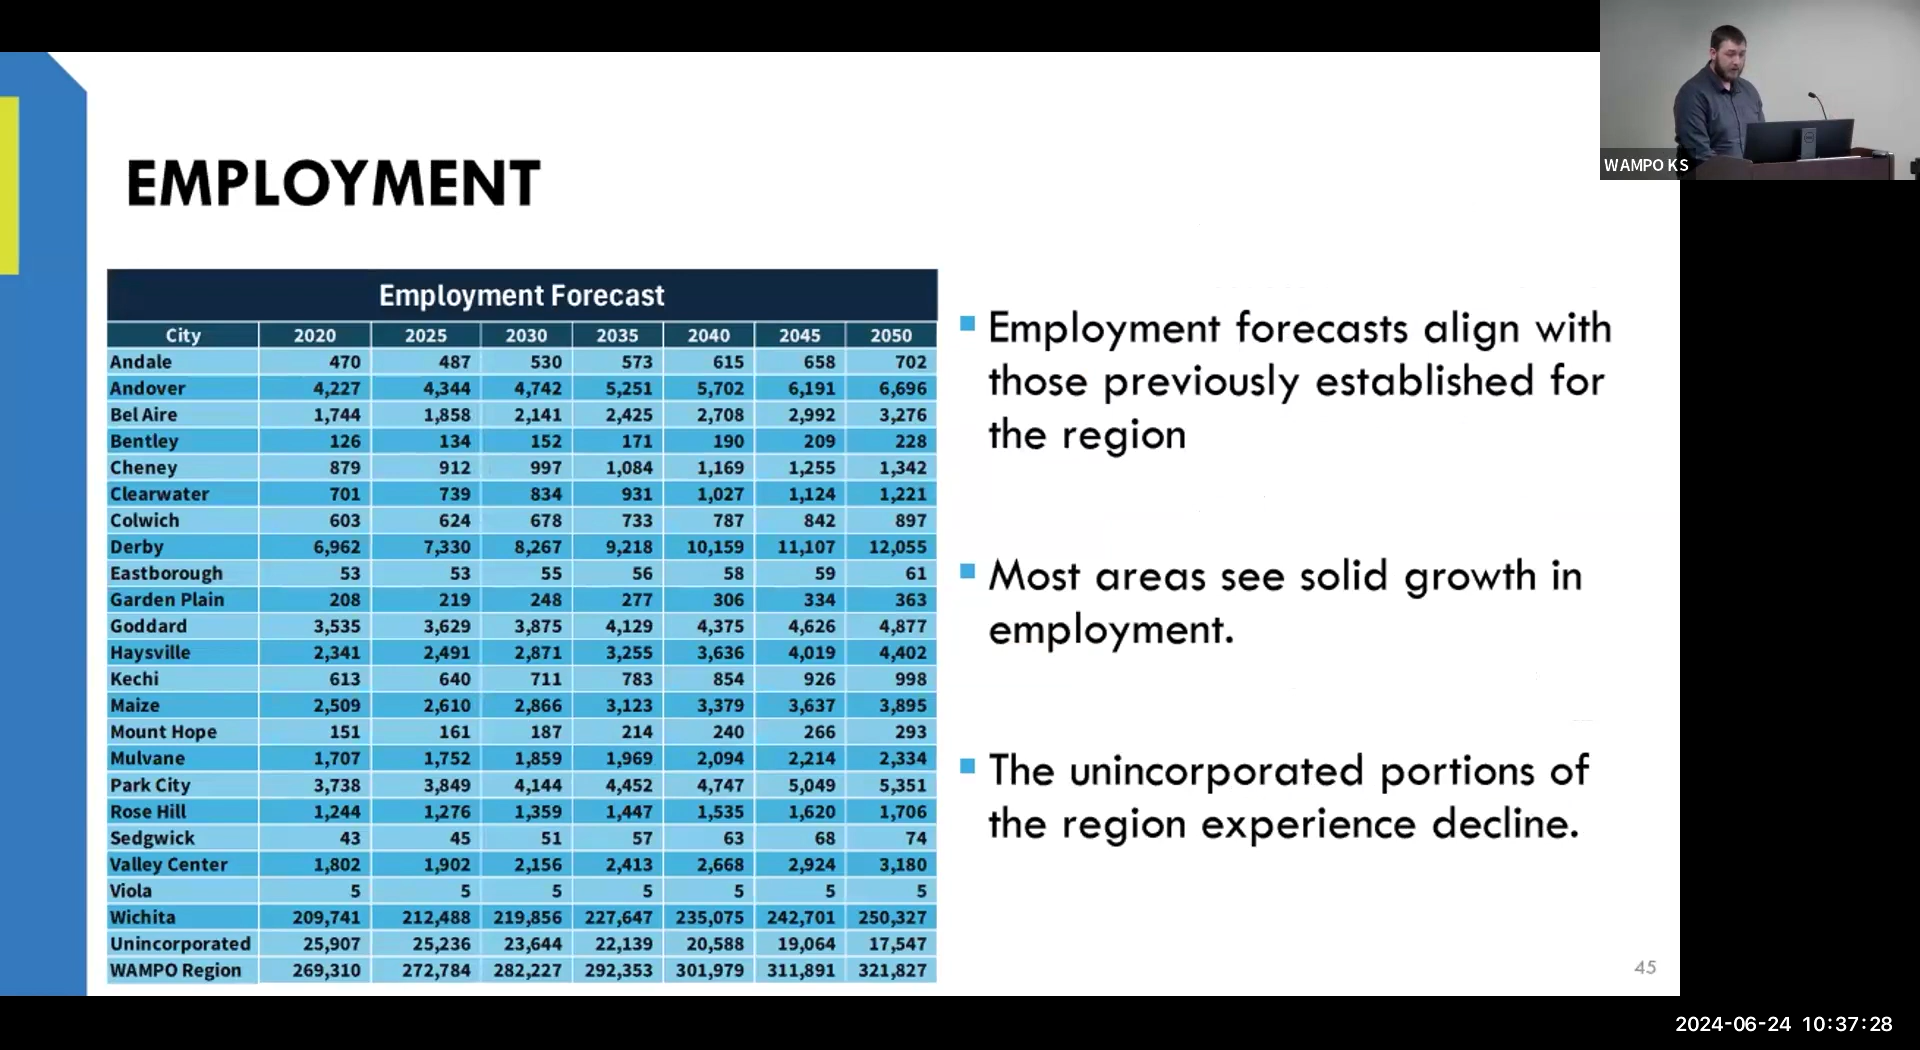 WAMPO KS
EMPLOYMENT
Employment Forecast
City 2020 2025 2030 2035 2040 2045 2050
Andale 470 487 530 573 615 658 702
Andover 4,227 4,344 4,742 5,251 5,702 6,191 6,696
Bel Aire 1,744 1,858 2,141 2,425 2,708 2,992 3,276
Bentley 126 134 152 171 190 209 228
Cheney 879 912 997 1,084 1,169 1,255 1,342
Clearwater 701 739 834 931 1,027 1,124 1,221
Colwich 603 624 678 733 787 842 897
Derby 6,962 7,330 8,267 9,218 10,159 11,107 12,055
Eastborough 53 53 55 56 58 59 61
Garden Plain 208 219 248 277 306 334 363
Goddard 3,535 3,629 3,875 4,129 4,375 4,626 4,877
Haysville 2,341 2,491 2,871 3,255 3,636 4,019 4,402
Kechi 613 640 711 783 854 926 998
Maize 2,509 2,610 2,866 3,123 3,379 3,637 3,895
Mount Hope 151 161 187 214 240 266 293
Mulvane 1,707 1,752 1,859 1,969 2,094 2,214 2,334
Park City 3,738 3,849 4,144 4,452 4,747 5,049 5,351
Rose Hill 1,244 1,276 1,359 1,447 1,535 1,620 1,706
Sedgwick 43 45 51 57 63 68 74
Valley Center 1,802 1,902 2,156 2,413 2,668 2,924 3,180
Viola 5 5 5 5 5 5 5
Wichita 209,741 212,488 219,856 227,647 235,075 242,701 250,327
Unincorporated 25,907 25,236 23,644 22,139 20,588 19,064 17,547
WAMPO Region 269,310 272,784 282,227 292,353 301,979 311,891 321,827
Employment forecasts align with
those previously established for
the region
Most areas see solid growth in
employment.
The unincorporated portions of
the region experience decline.
45
2024-06-24 10:37:28